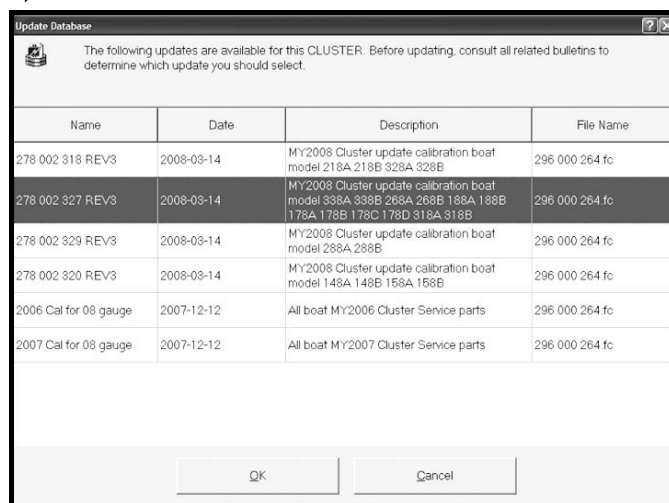 Update Database
The following updates are available for this CLUSTER. Before updating, consult all related bulletins to
determine which update you should select.
Name Date Description File Name
278 002 318 REV3 2008-03-14 MY2008 Cluster update calibration boat
model 218A 218B 328A 328B 296 000 264.fc
278 002 327 REV3 2008-03-14 MY2008 Cluster update calibration boat
model 338A 338B 268A 268B 188A 188B
178A 178B 178C 178D 318A 318B 296 000 264.fc
278 002 329 REV3 2008-03-14 MY2008 Cluster update calibration boat
model 288A 288B 296 000 264.fc
278 002 320 REV3 2008-03-14 MY2008 Cluster update calibration boat
model 148A 148B 158A 158B 296 000 264.fc
2006 Cal for 08 gauge 2007-12-12 All boat MY2006 Cluster Service parts 296 000 264.fc
2007 Cal for 08 gauge 2007-12-12 All boat MY2007 Cluster Service parts 296 000 264.fc
OK Cancel